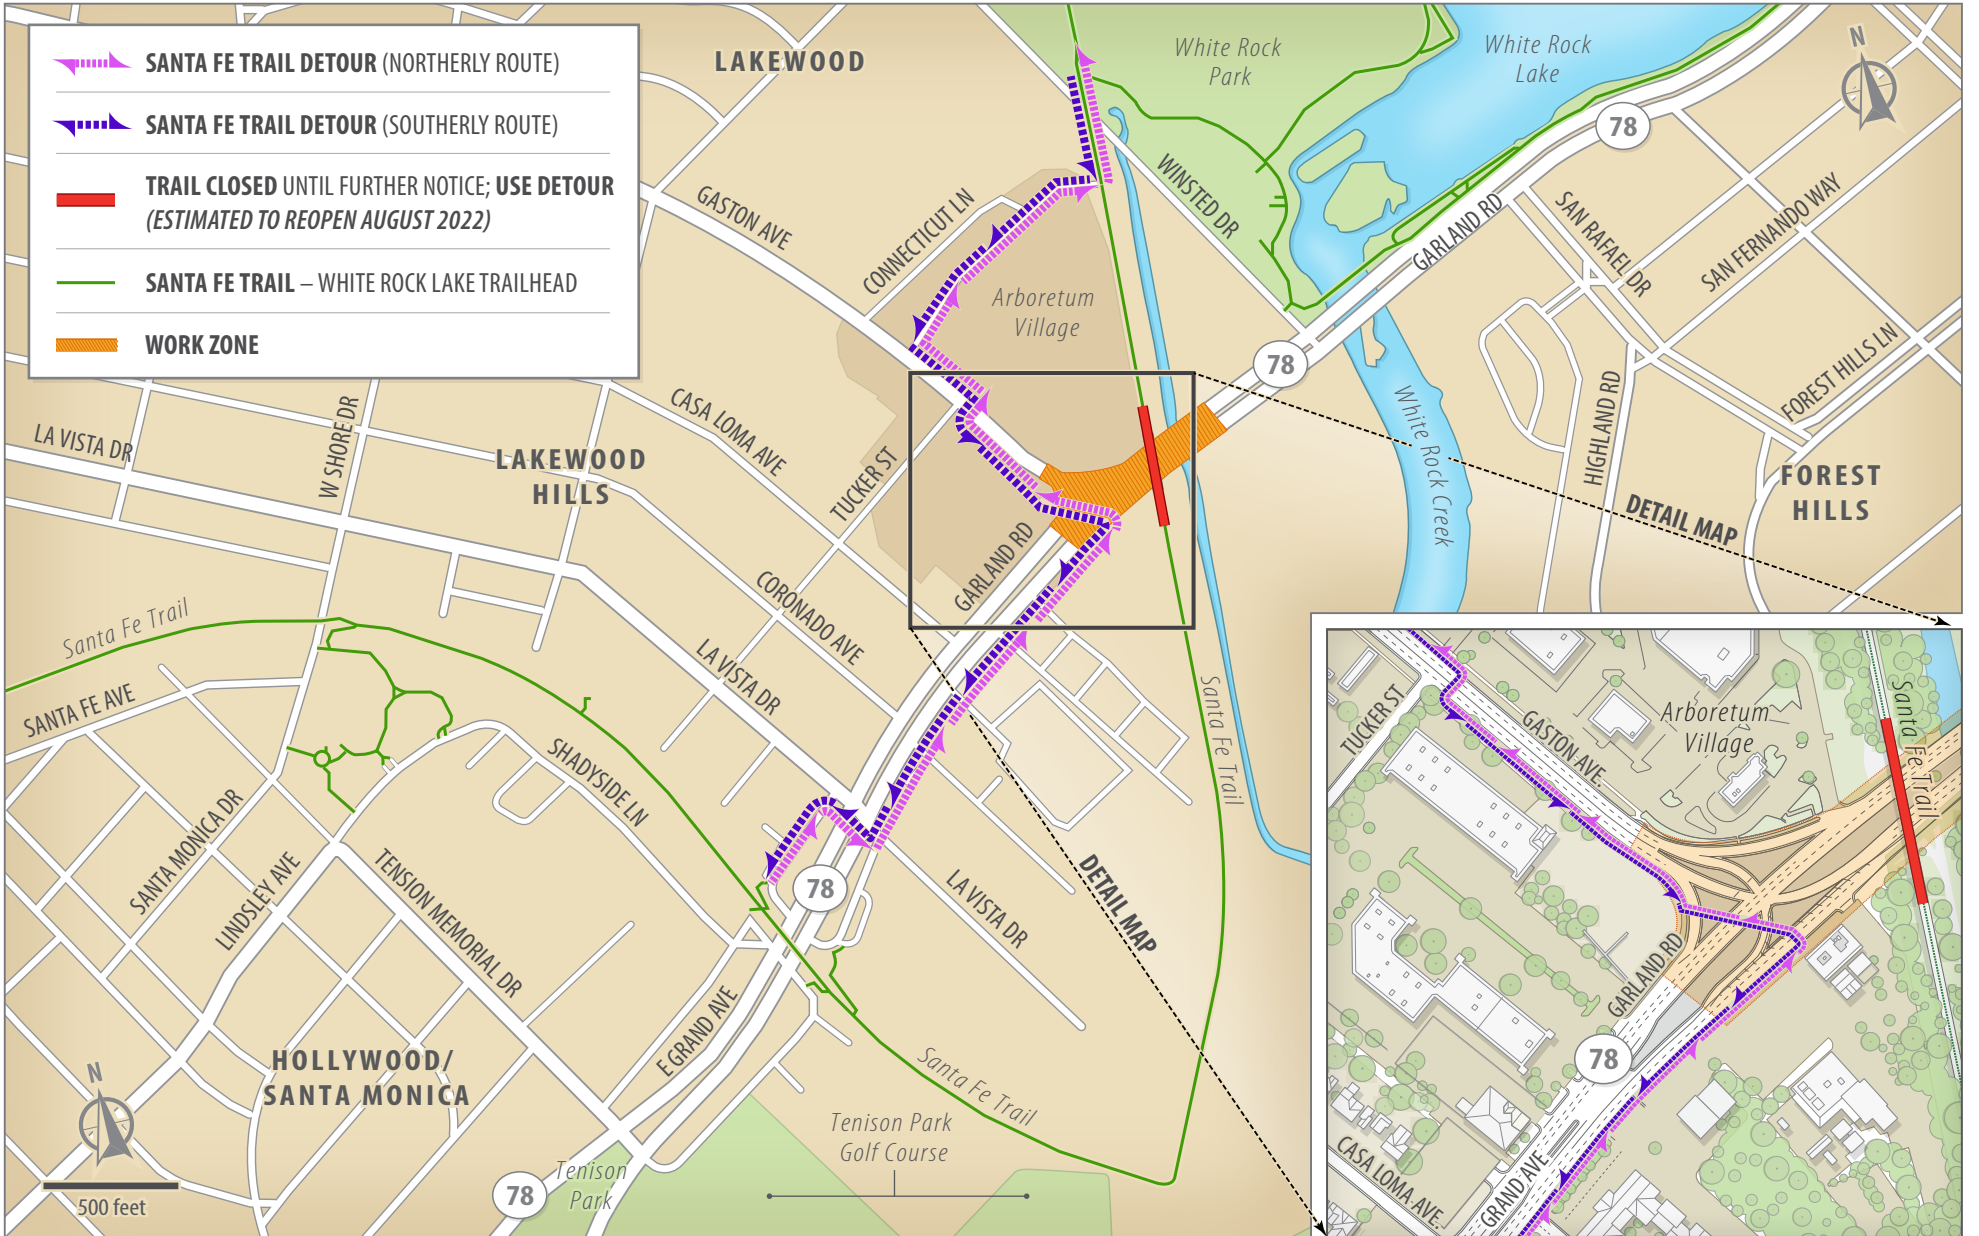 SANTA FE TRAIL DETOUR (NORTHERLY ROUTE)
SANTA FE TRAIL DETOUR (SOUTHERLY ROUTE)
TRAIL CLOSED UNTIL FURTHER NOTICE; USE DETOUR
(ESTIMATED TO REOPEN AUGUST 2022)
SANTA FE TRAIL – WHITE ROCK LAKE TRAILHEAD
WORK ZONE
LAKEWOOD
White Rock
Park
White Rock
Lake
N
78
GASTON AVE
CONNECTICUT LN
WINSTED DR
GARLAND RD
SAN RAFAEL DR
SAN FERNANDO WAY
Arboretum
Village
78
FOREST HILLS LN
HIGHLAND RD
White Rock Creek
FOREST
HILLS
DETAIL MAP
LA VISTA DR
W SHORE DR
LAKEWOOD
HILLS
CASA LOMA AVE
TUCKER ST
GARLAND RD
CORONADO AVE
LA VISTA DR
Santa Fe Trail
SANTA FE AVE
SHADYSIDE LN
Santa Fe Trail
SANTA MONICA DR
LINDSLEY AVE
TENSION MEMORIAL DR
78
LA VISTA DR
DETAIL MAP
E GRAND AVE
HOLLYWOOD/
SANTA MONICA
Santa Fe Trail
Tenison Park
Golf Course
Tenison
Park
78
N
500 feet
TUCKER ST
GASTON AVE.
Arboretum
Village
Santa Fe Trail
GARLAND RD
78
CASA LOMA AVE.
GRAND AVE